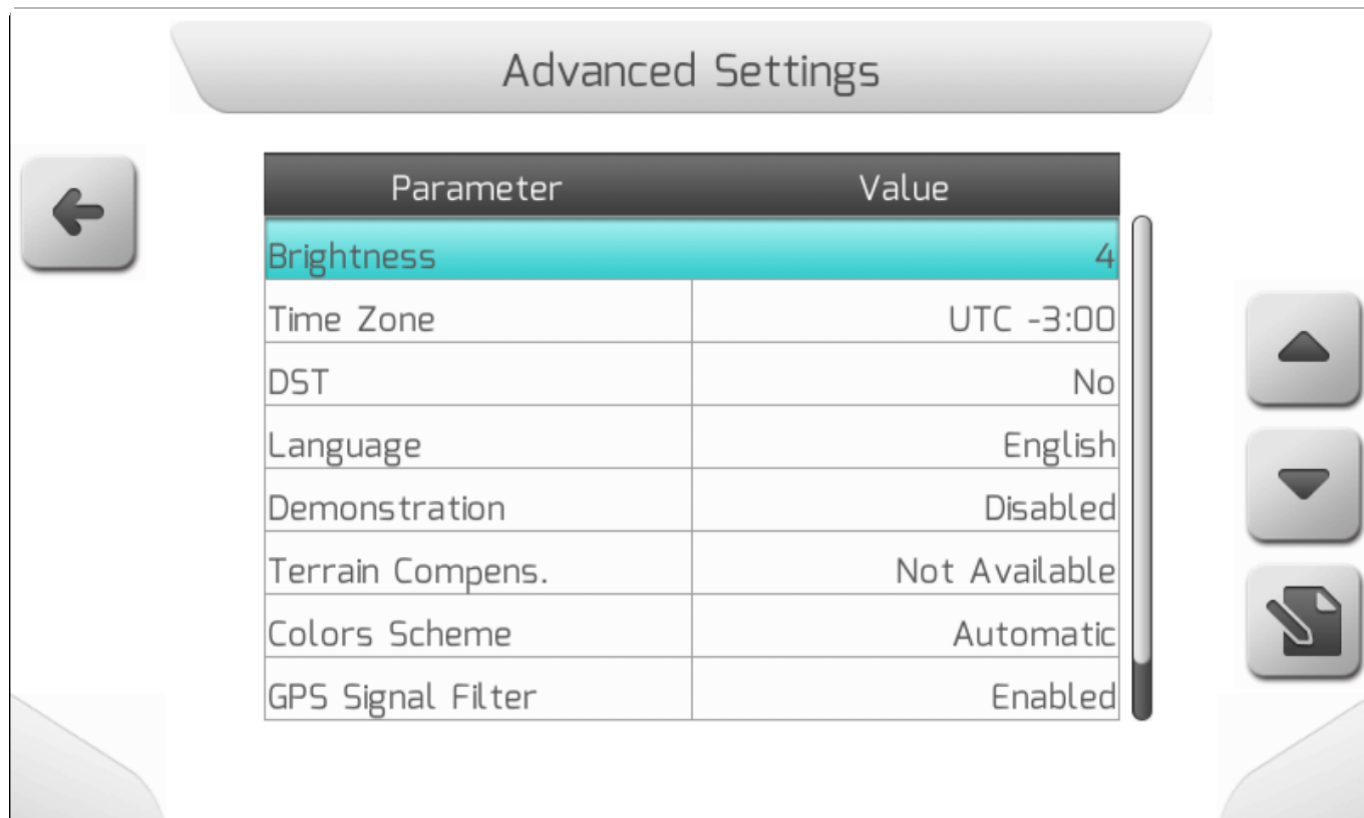 Advanced Settings
Parameter Value
Brightness 4
Time Zone UTC -3:00
DST No
Language English
Demonstration Disabled
Terrain Compens. Not Available
Colors Scheme Automatic
GPS Signal Filter Enabled